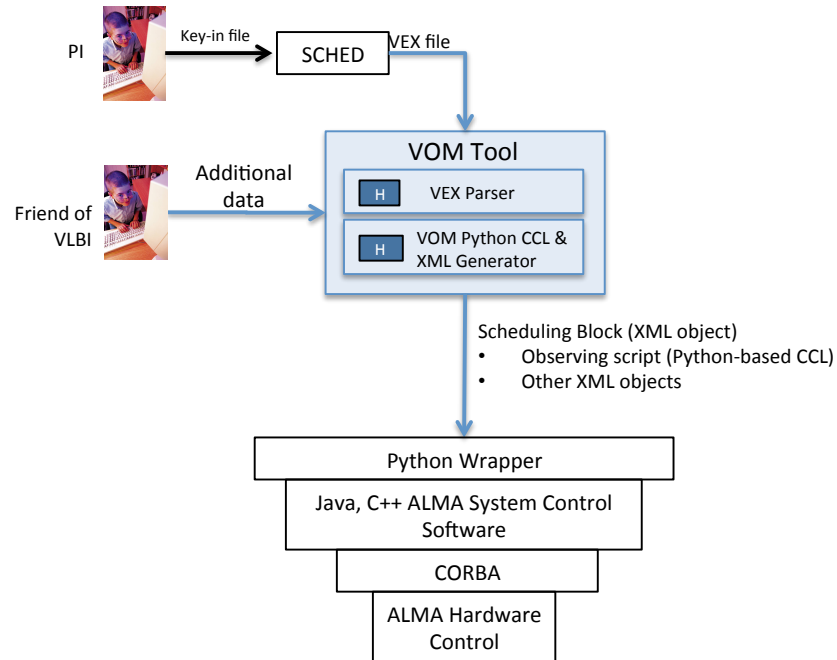 PI
Key-in file
SCHED
VEX file
VOM Tool
H
VEX Parser
H
VOM Python CCL &
XML Generator
Additional
data
Friend of
VLBI
Scheduling Block (XML object)
• Observing script (Python-based CCL)
• Other XML objects
Python Wrapper
Java, C++ ALMA System Control
Software
CORBA
ALMA Hardware
Control